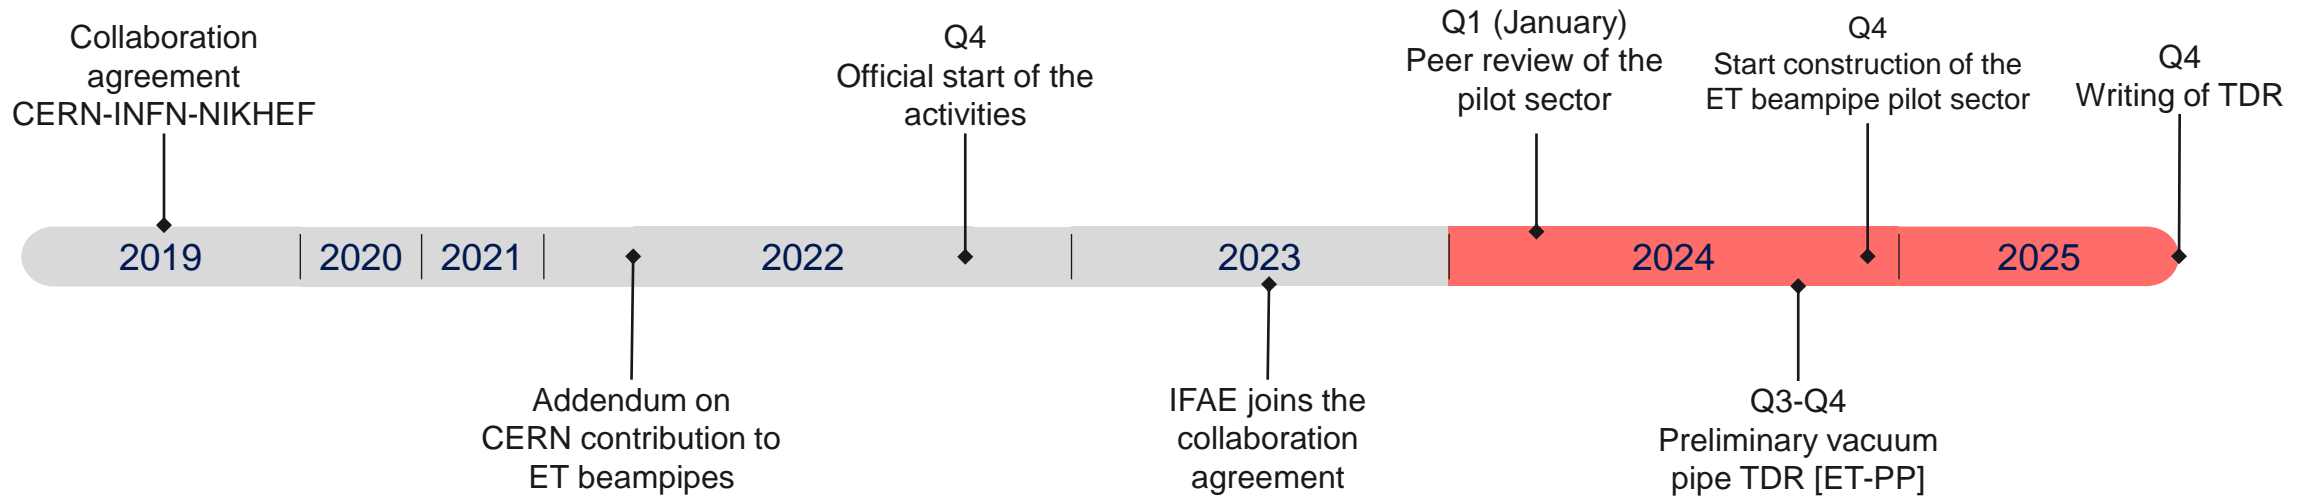 Collaboration
agreement
CERN-INFN-NIKHEF
Q4
Official start of the
activities
Q1 (January)
Peer review of the
pilot sector
Q4
Start construction of the
ET beampipe pilot sector
Q4
Writing of TDR
2019
2020
2021
2022
2023
2024
2025
Addendum on
CERN contribution to
ET beampipes
IFAE joins the
collaboration
agreement
Q3-Q4
Preliminary vacuum
pipe TDR [ET-PP]